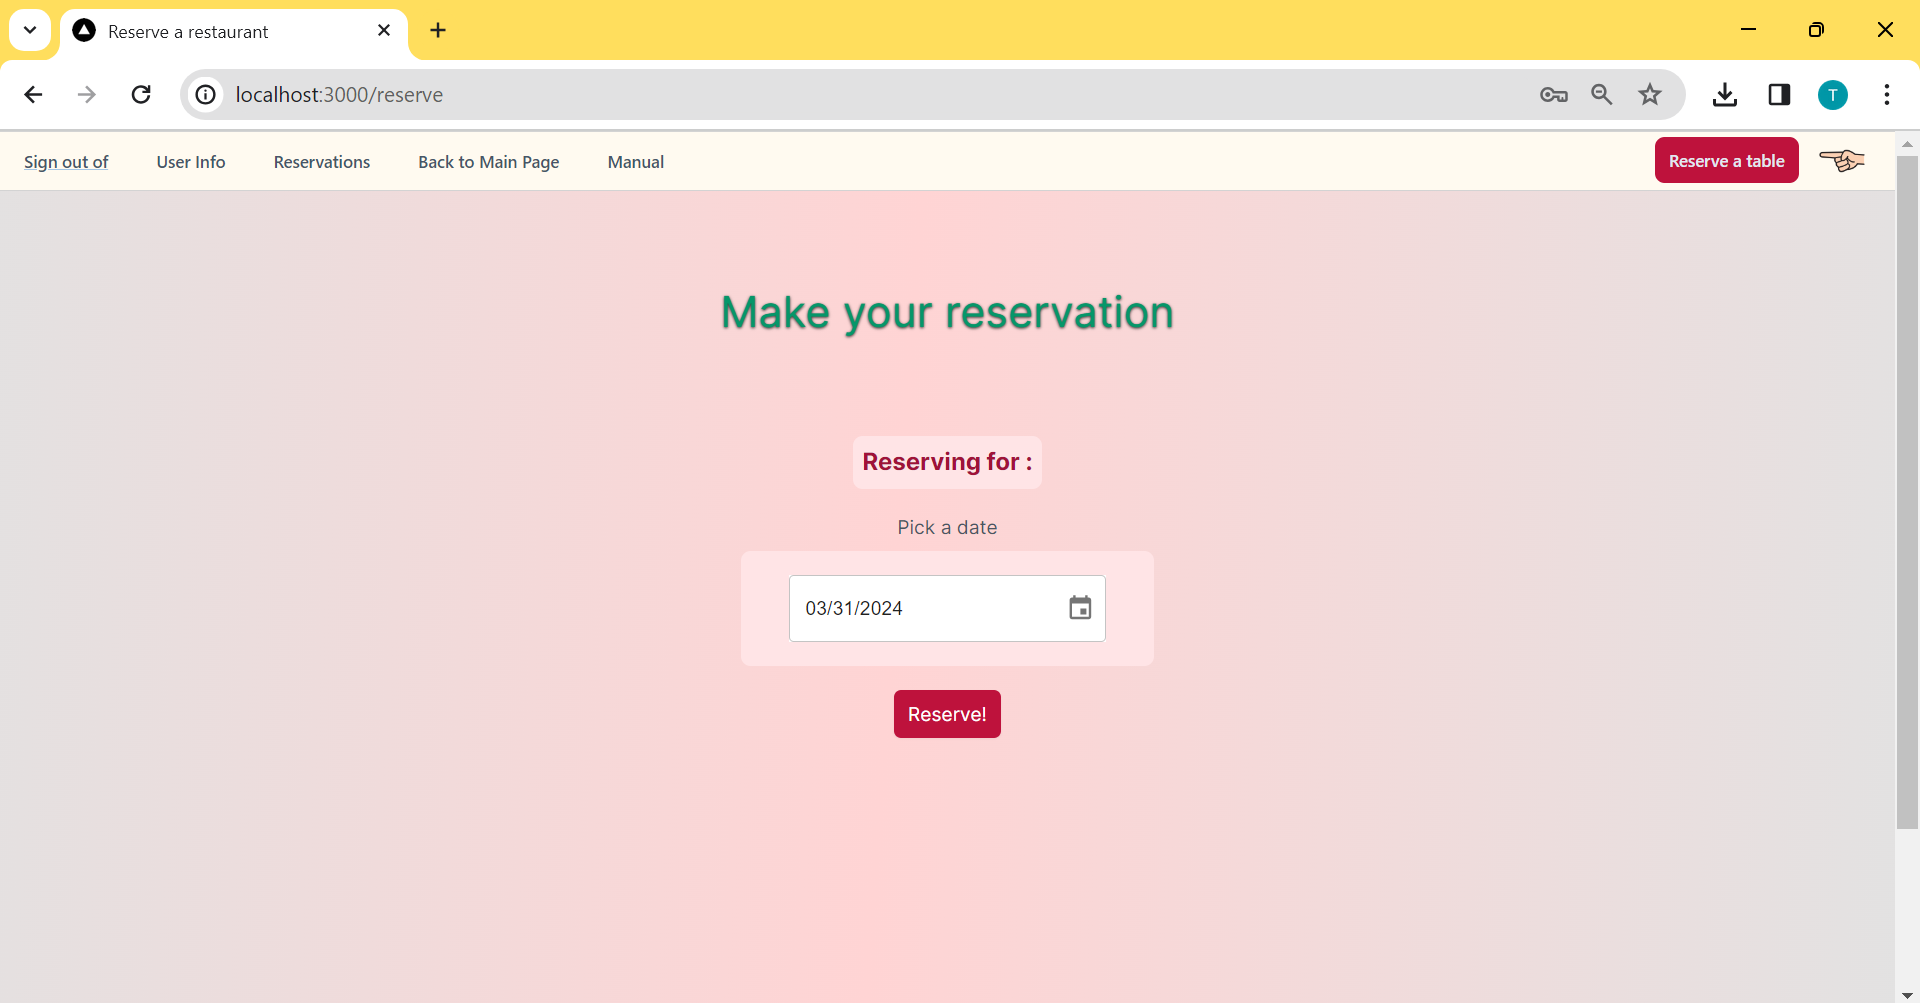 Reserve a restaurant
localhost:3000/reserve
T
Sign out of
User Info
Reservations
Back to Main Page
Manual
Reserve a table
Make your reservation
Reserving for :
Pick a date
03/31/2024
Reserve!